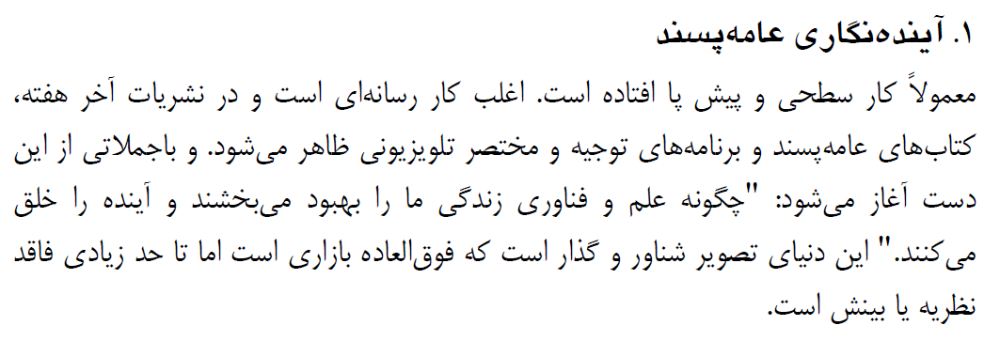 ۱. آینده‌نگاری عامه‌پسند
معمولاً کار سطحی و پیش پا افتاده است. اغلب کار رسانه‌ای است و در نشریات آخر هفته،
کتاب‌های عامه‌پسند و برنامه‌های توجیه و مختصر تلویزیونی ظاهر می‌شود. و باجملاتی از این
دست آغاز می‌شود: "چگونه علم و فناوری زندگی ما را بهبود می‌بخشند و آینده را خلق
می‌کنند." این دنیای تصویر شناور و گذار است که فوق‌العاده بازاری است اما تا حد زیادی فاقد
نظریه یا بینش است.